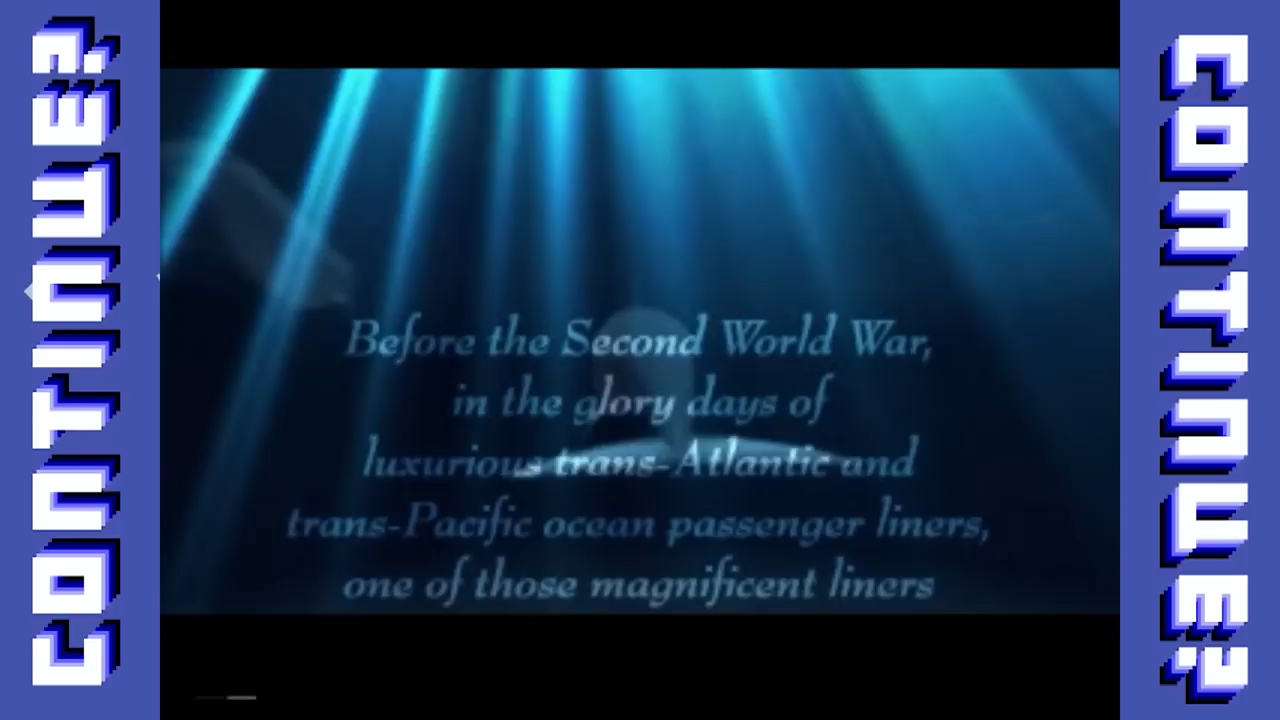 CONTINUE?
Before the Second World War,
in the glory days of
luxurious trans-Atlantic and
trans-Pacific ocean passenger liners,
one of those magnificent liners
CONTINUE?